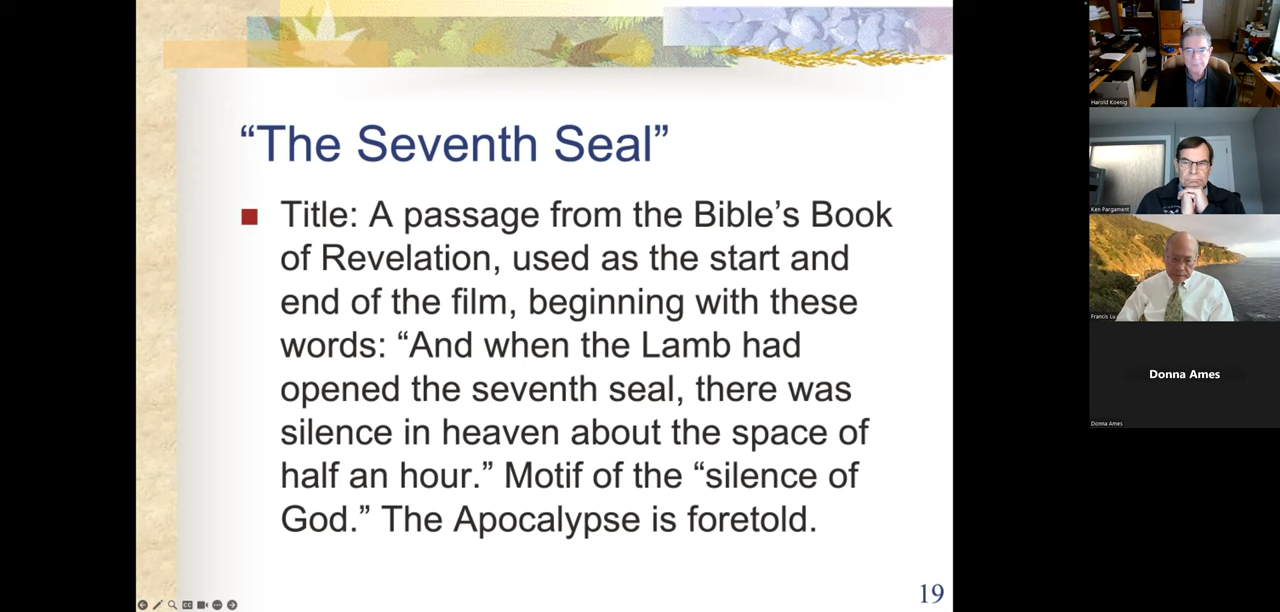 “The Seventh Seal”
Title: A passage from the Bible’s Book
of Revelation, used as the start and
end of the film, beginning with these
words: “And when the Lamb had
opened the seventh seal, there was
silence in heaven about the space of
half an hour.” Motif of the “silence of
God.” The Apocalypse is foretold.
19
Harold Koenig
Ken Pargament
Francis Lu
Donna Ames
Donna Ames